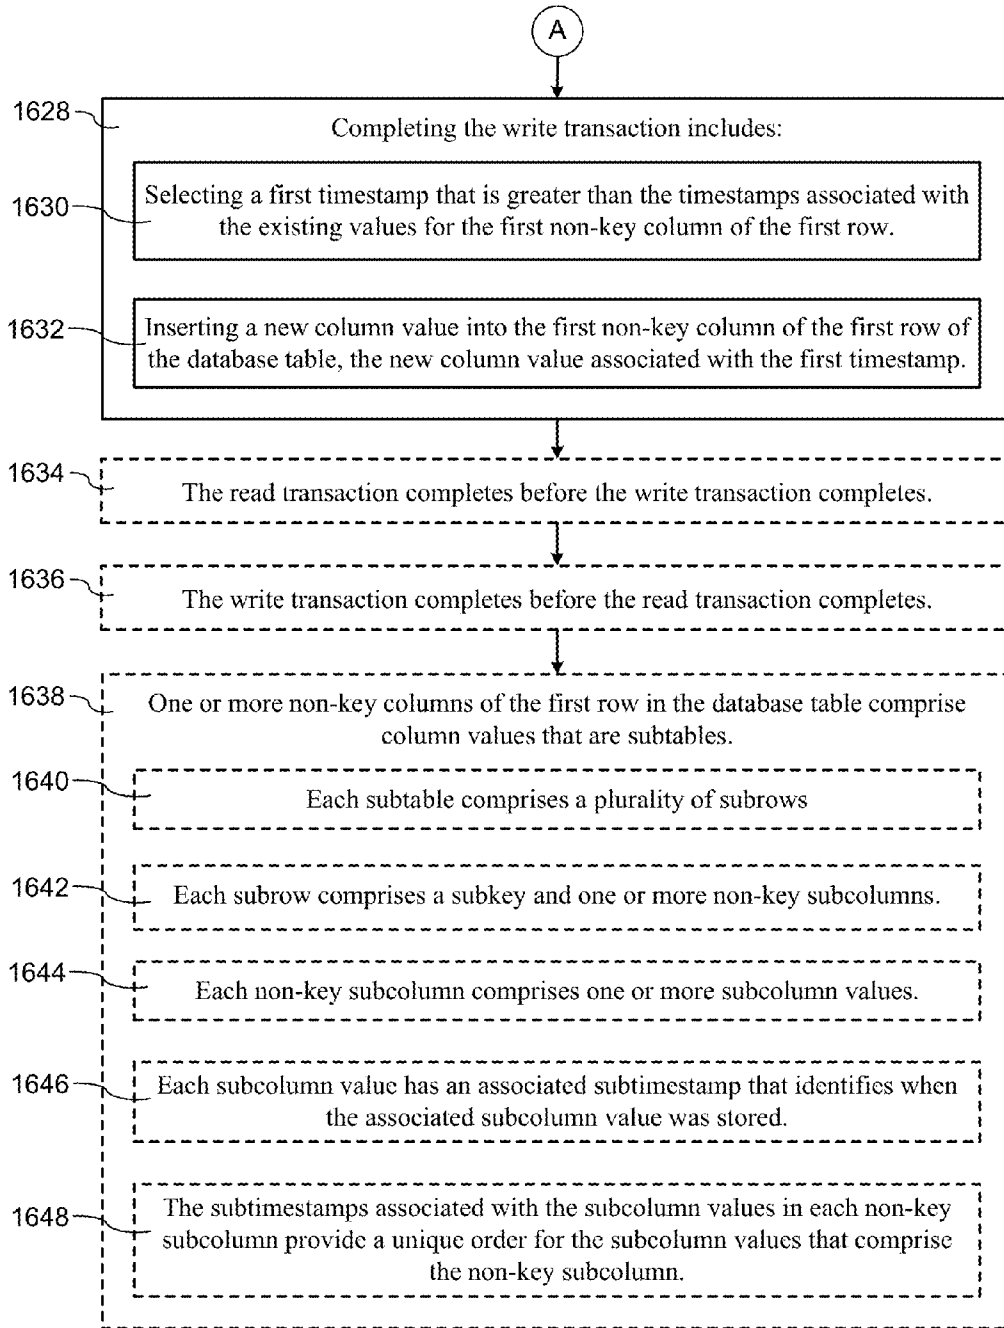 A
1628
Completing the write transaction includes:
1630
Selecting a first timestamp that is greater than the timestamps associated with
the existing values for the first non-key column of the first row.
1632
Inserting a new column value into the first non-key column of the first row of
the database table, the new column value associated with the first timestamp.
1634
The read transaction completes before the write transaction completes.
1636
The write transaction completes before the read transaction completes.
1638
One or more non-key columns of the first row in the database table comprise
column values that are subtables.
1640
Each subtable comprises a plurality of subrows
1642
Each subrow comprises a subkey and one or more non-key subcolumns.
1644
Each non-key subcolumn comprises one or more subcolumn values.
1646
Each subcolumn value has an associated subtimestamp that identifies when
the associated subcolumn value was stored.
1648
The subtimestamps associated with the subcolumn values in each non-key
subcolumn provide a unique order for the subcolumn values that comprise
the non-key subcolumn.